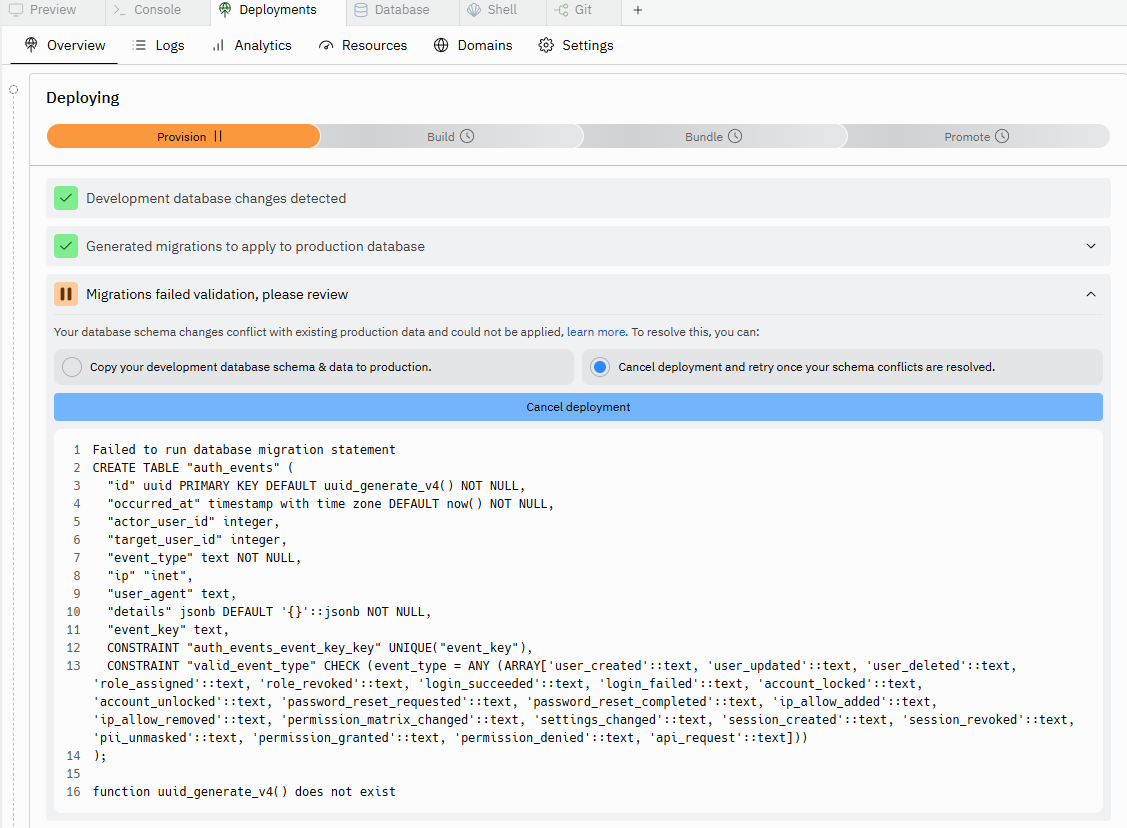 Preview
>_ Console
Deployments
Database
Shell
Git
+
Overview
Logs
Analytics
Resources
Domains
Settings
Deploying
Provision
Build
Bundle
Promote
Development database changes detected
Generated migrations to apply to production database
Migrations failed validation, please review
Your database schema changes conflict with existing production data and could not be applied, learn more. To resolve this, you can:
Copy your development database schema & data to production.
Cancel deployment and retry once your schema conflicts are resolved.
Cancel deployment
1 Failed to run database migration statement
2 CREATE TABLE "auth_events" (
3 "id" uuid PRIMARY KEY DEFAULT uuid_generate_v4() NOT NULL,
4 "occurred_at" timestamp with time zone DEFAULT now() NOT NULL,
5 "actor_user_id" integer,
6 "target_user_id" integer,
7 "event_type" text NOT NULL,
8 "ip" "inet",
9 "user_agent" text,
10 "details" jsonb DEFAULT '{}'::jsonb NOT NULL,
11 "event_key" text,
12 CONSTRAINT "auth_events_event_key_key" UNIQUE("event_key"),
13 CONSTRAINT "valid_event_type" CHECK (event_type = ANY (ARRAY['user_created'::text, 'user_updated'::text, 'user_deleted'::text,
'role_assigned'::text, 'role_revoked'::text, 'login_succeeded'::text, 'login_failed'::text, 'account_locked'::text,
'account_unlocked'::text, 'password_reset_requested'::text, 'password_reset_completed'::text, 'ip_allow_added'::text,
'ip_allow_removed'::text, 'permission_matrix_changed'::text, 'settings_changed'::text, 'session_created'::text, 'session_revoked'::text,
'pii_unmasked'::text, 'permission_granted'::text, 'permission_denied'::text, 'api_request'::text]))
14 );
15
16 function uuid_generate_v4() does not exist